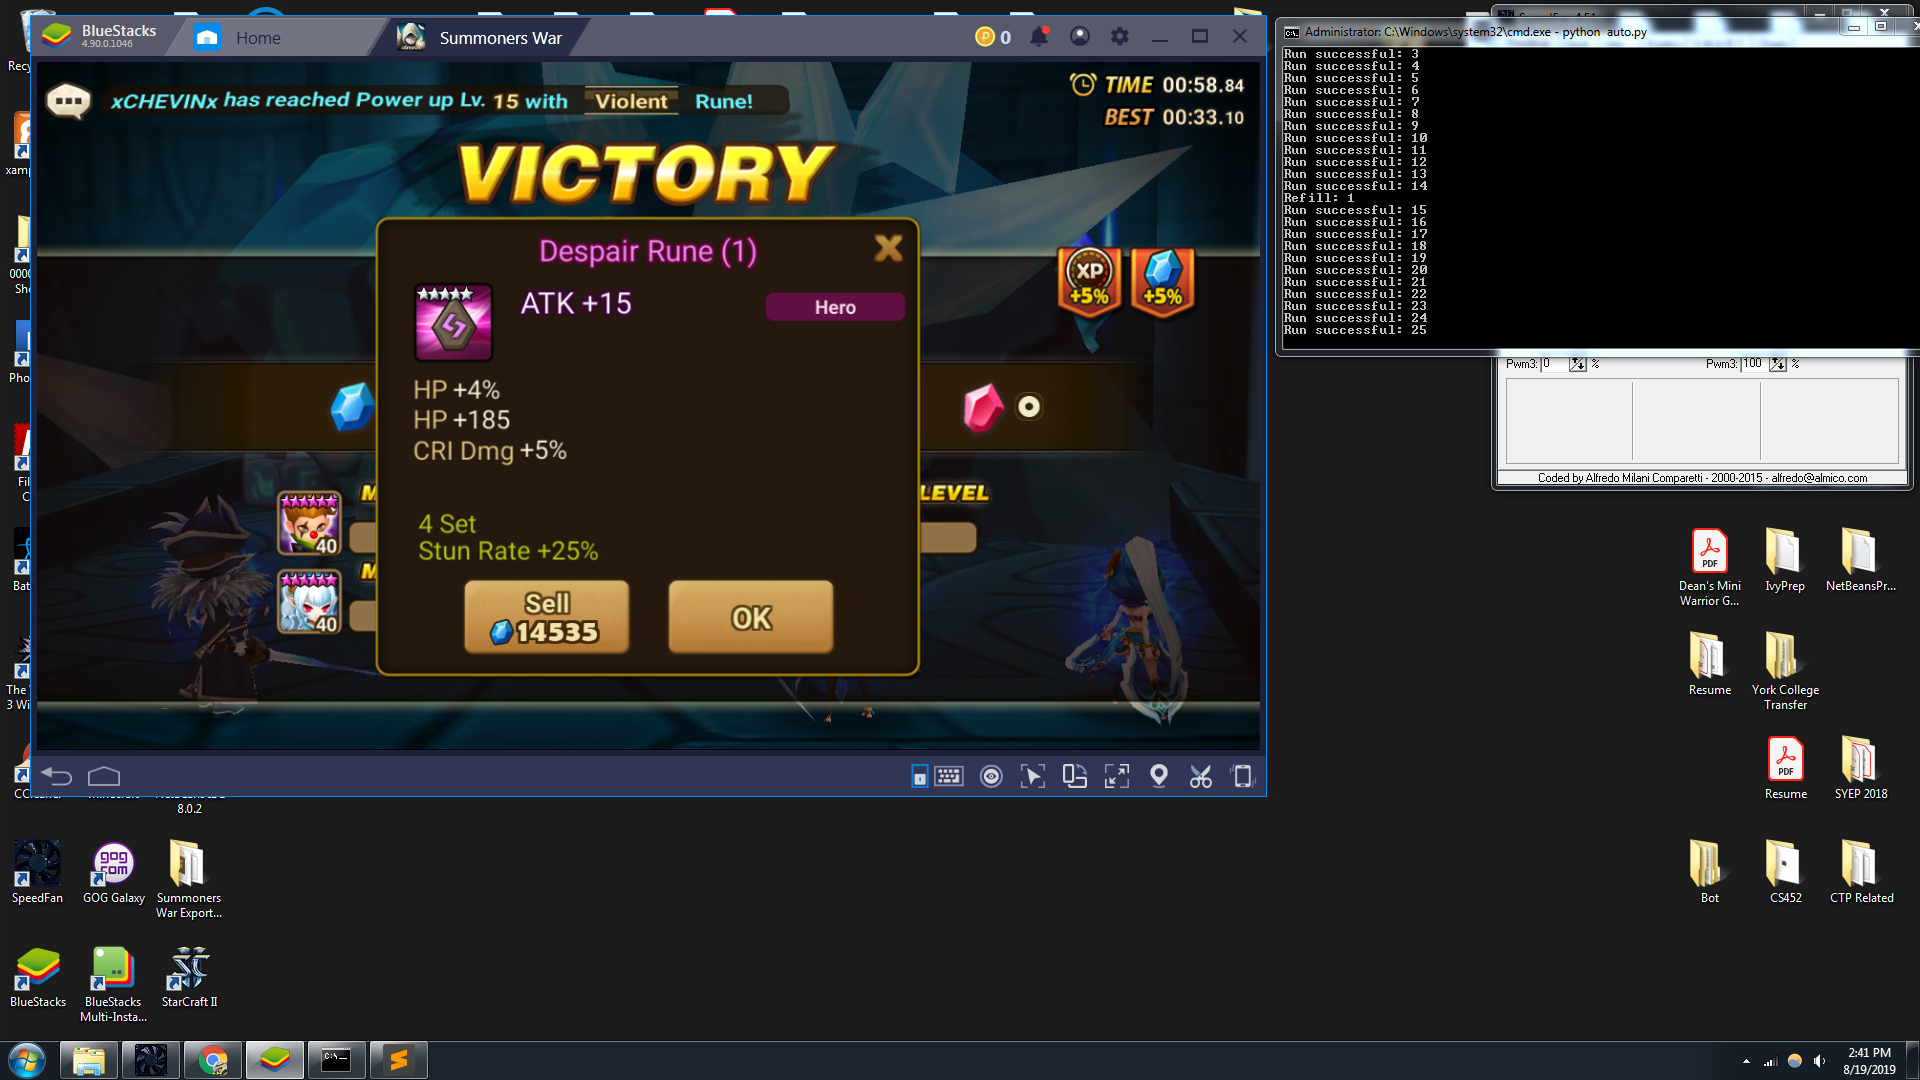 BlueStacks
4.90.0.1046
Home
Summoners War
0
xCHEVINx has reached Power up Lv. 15 with Violent Rune!
TIME 00:58.84
BEST 00:33.10
VICTORY
Despair Rune (1)
ATK +15
Hero
HP +4%
HP +185
CRI Dmg +5%
4 Set
Stun Rate +25%
Sell
14535
OK
XP
+5%
+5%
LEVEL
40
40
Administrator: C:\Windows\system32\cmd.exe - python auto.py
Run successful: 3
Run successful: 4
Run successful: 5
Run successful: 6
Run successful: 7
Run successful: 8
Run successful: 9
Run successful: 10
Run successful: 11
Run successful: 12
Run successful: 13
Run successful: 14
Refill: 1
Run successful: 15
Run successful: 16
Run successful: 17
Run successful: 18
Run successful: 19
Run successful: 20
Run successful: 21
Run successful: 22
Run successful: 23
Run successful: 24
Run successful: 25
Pwm3: 0 %
Pwm3: 100 %
Coded by Alfredo Milani Comparetti - 2000-2015 - alfredo@almico.com
PDF
Dean's Mini
Warrior G...
IvyPrep
NetBeansPr...
Resume
York College
Transfer
PDF
Resume
SYEP 2018
Bot
CS452
CTP Related
8.0.2
SpeedFan
gog
com
GOG Galaxy
Summoners
War Export...
BlueStacks
BlueStacks
Multi-Insta...
StarCraft II
C:\_
2:41 PM
8/19/2019